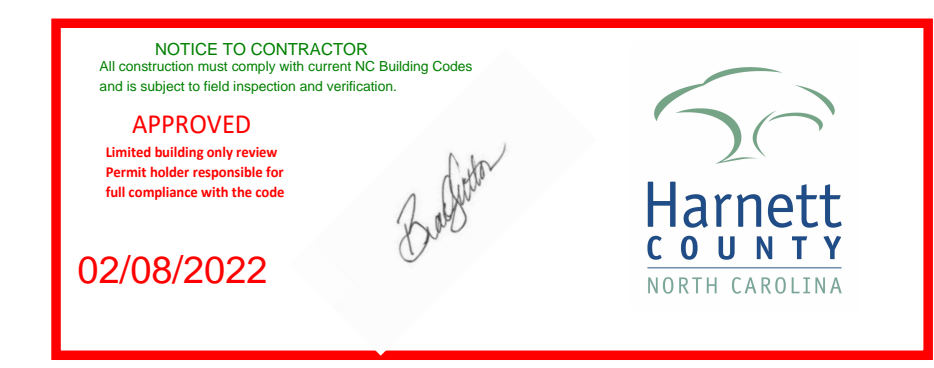 NOTICE TO CONTRACTOR
All construction must comply with current NC Building Codes
and is subject to field inspection and verification.
APPROVED
Limited building only review
Permit holder responsible for
full compliance with the code
02/08/2022
Harnett
COUNTY
NORTH CAROLINA